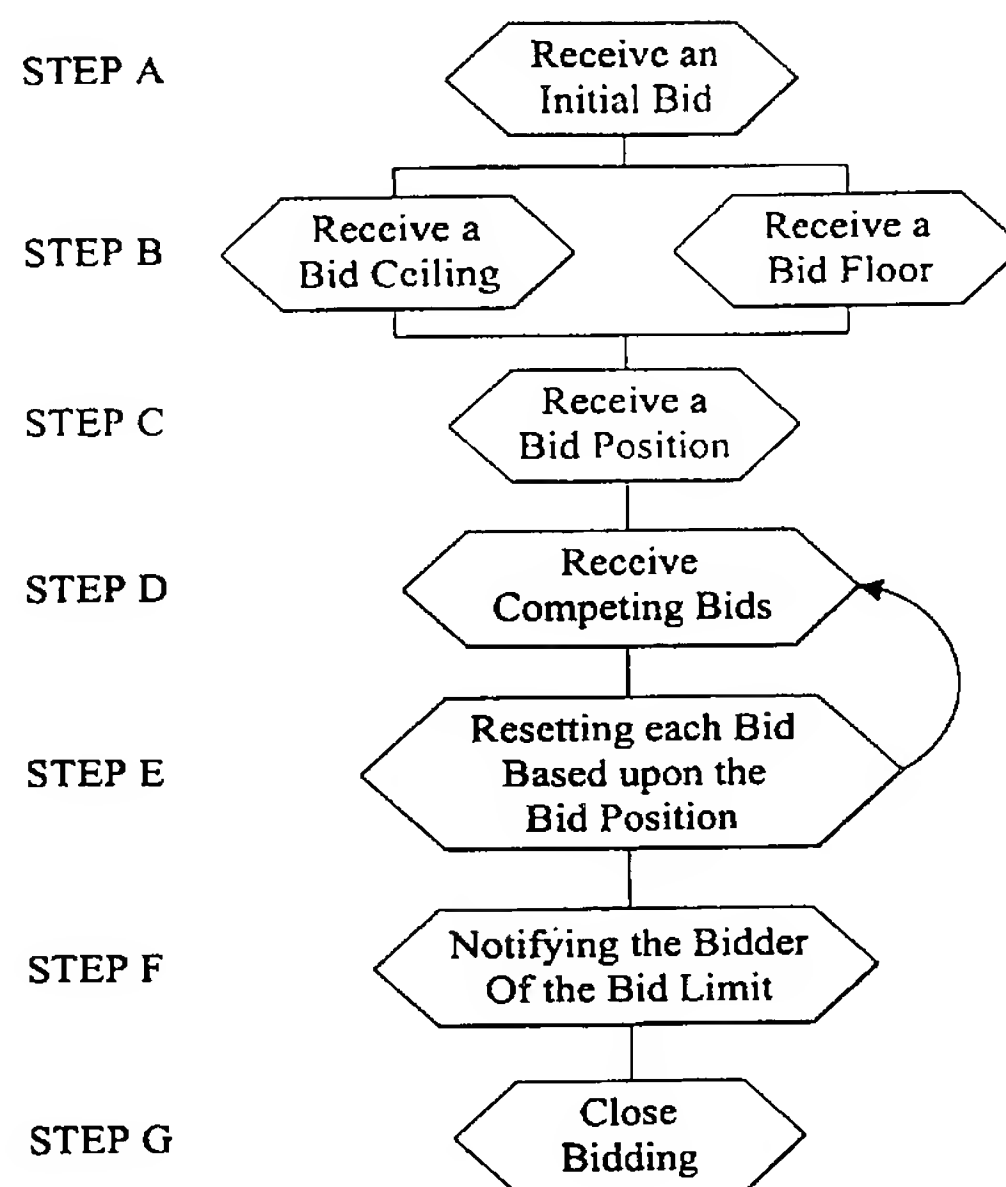 STEP A
Receive an
Initial Bid
STEP B
Receive a
Bid Ceiling
Receive a
Bid Floor
STEP C
Receive a
Bid Position
STEP D
Receive
Competing Bids
STEP E
Resetting each Bid
Based upon the
Bid Position
STEP F
Notifying the Bidder
Of the Bid Limit
STEP G
Close
Bidding